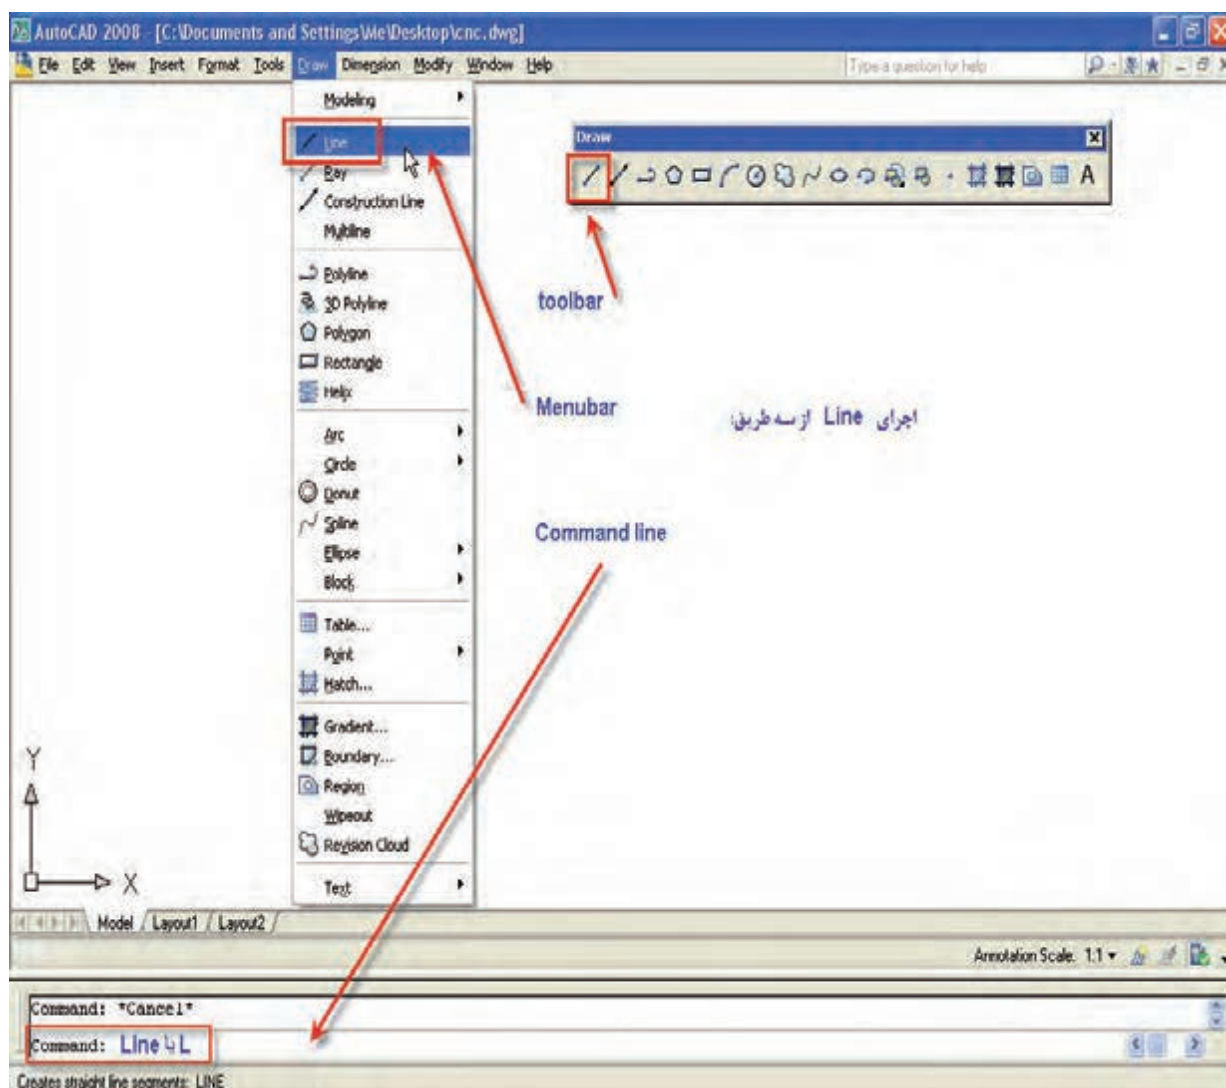 AutoCAD 2008 - [C:\Documents and Settings\Me\Desktop\cnc.dwg]
File Edit View Insert Format Tools Draw Dimension Modify Window Help
Type a question for help
Modeling
Line
Ray
Construction Line
Multiline
Polyline
3D Polyline
Polygon
Rectangle
Helix
Arc
Circle
Donut
Spline
Ellipse
Block
Table...
Point
Hatch...
Gradient...
Boundary...
Region
Wipeout
Revision Cloud
Text
Draw
A
toolbar
Menubar
اجرای Line از سه طریق:
Command line
Y
X
Model Layout1 Layout2
Annotation Scale: 1:1
Command: *Cancel*
Command: Line یا L
Creates straight line segments: LINE